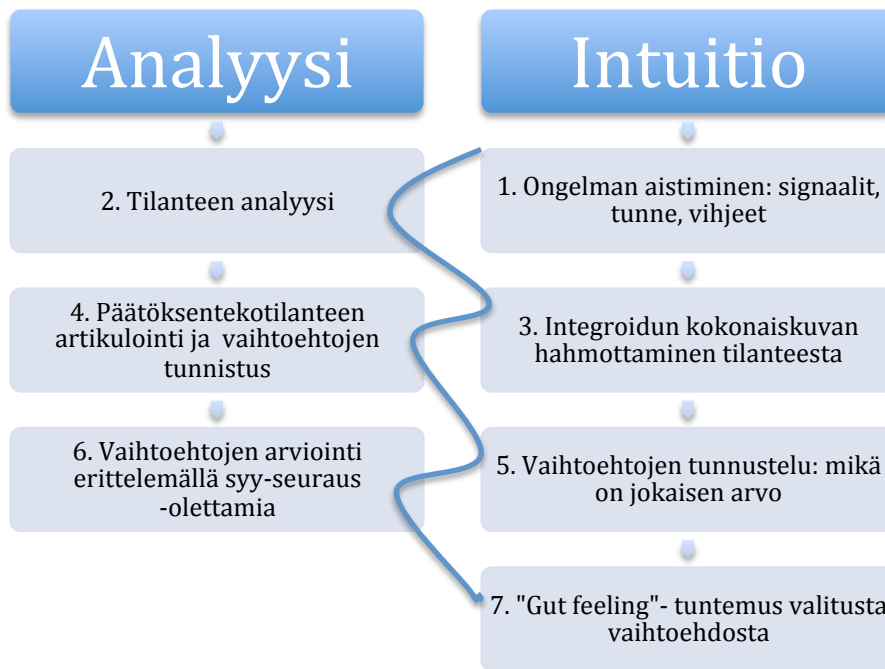 Analyysi
2. Tilanteen analyysi
4. Päätöksentekotilanteen
artikulointi ja vaihtoehtojen
tunnistus
6. Vaihtoehtojen arviointi
erittelemällä syy-seuraus
-olettamia
Intuitio
1. Ongelman aistiminen: signaalit,
tunne, vihjeet
3. Integroidun kokonaiskuvan
hahmottaminen tilanteesta
5. Vaihtoehtojen tunnustelu: mikä
on jokaisen arvo
7. "Gut feeling"- tuntemus valitusta
vaihtoehdosta